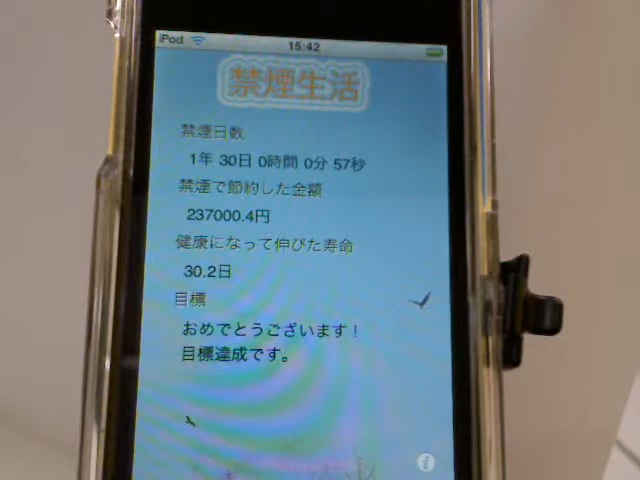 iPod 15:42
禁煙生活
禁煙日数
1年 30日 0時間 0分 57秒
禁煙で節約した金額
237000.4円
健康になって伸びた寿命
30.2日
目標
おめでとうございます！
目標達成です。